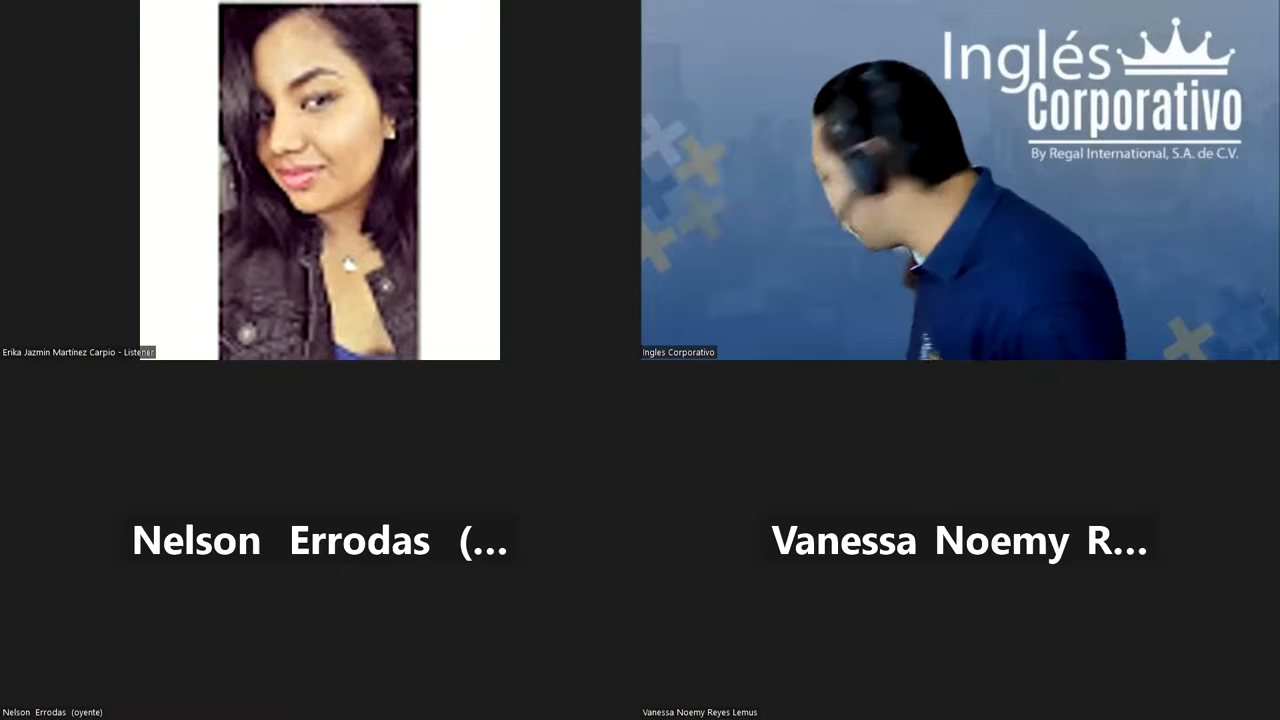 Inglés
Corporativo
By Regal International, S.A. de C.V.
Erika Jazmin Martínez Carpio - Listener
Ingles Corporativo
Nelson Errodas (...
Vanessa Noemy R...
Nelson Errodas (oyente)
Vanessa Noemy Reyes Lemus